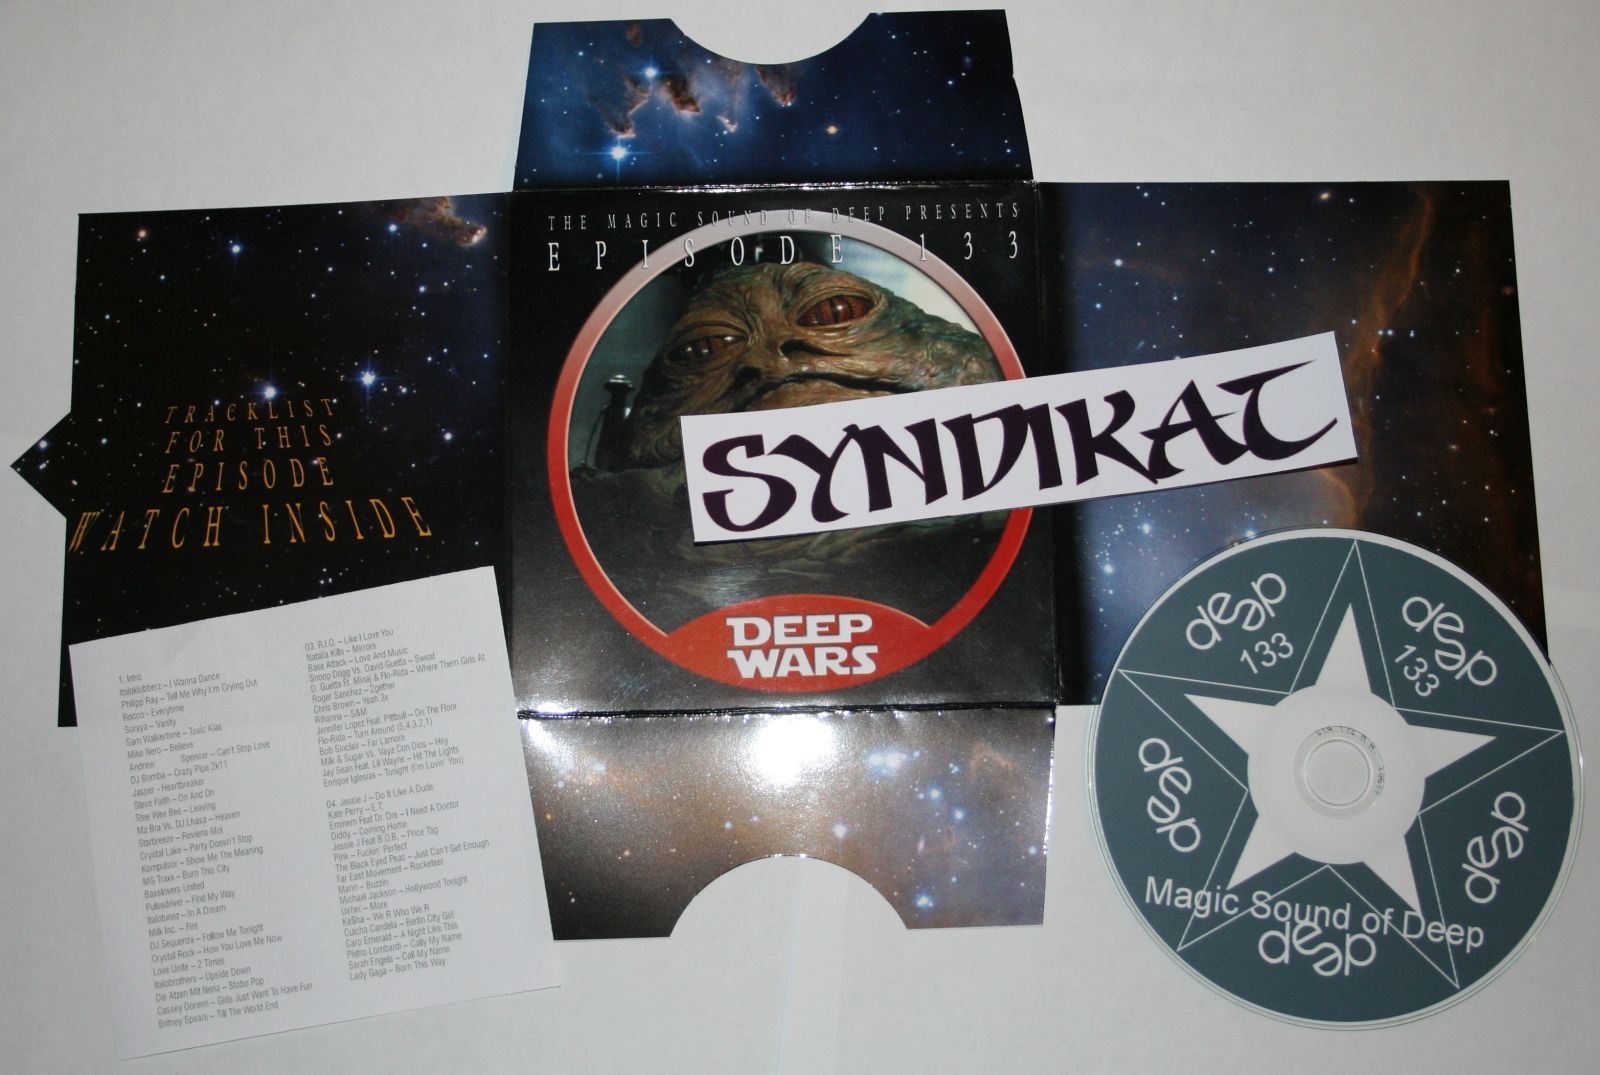 THE MAGIC SOUND OF DEEP PRESENTS
EPISODE 133
SYNDIKAT
DEEP
WARS
TRACKLIST
FOR THIS
EPISODE
WATCH INSIDE
1. Intro
Italoklubberz – I Wanna Dance
Philipp Ray – Tell Me Why I'm Crying Out
Rocco - Everytime
Soraya – Vanity
Sam Walkertone – Toxic Klas
Mike Nero – Believe
Andrew Spencer – Can't Stop Love
DJ Bomba – Crazy Pipe 2k11
Jasper - Heartbreaker
Steve Faith – On And On
Stee Wee Bee – Leaving
Ma Bra Vs. DJ Lhasa – Heaven
Starbreeze – Reviens Moi
Crystal Lake – Party Doesn't Stop
Kompulsor – Show Me The Meaning
MG Traxx – Burn This City
Basslovers United
Pulsedriver – Find My Way
Italotunez – In A Dream
Milk Inc. – Fire
DJ Sequenza – Follow Me Tonight
Crystal Rock – How You Love Me Now
Love Unite – 2 Times
Italobrothers – Upside Down
Die Atzen Mit Nena – Stobo Pop
Cassey Doreen – Girls Just Want To Have Fun
Britney Spears – Till The World End
03. R.I.O. – Like I Love You
Natalia Kills – Mirrors
Base Attack – Love And Music
Snoop Dogg Vs. David Guetta – Sweat
D. Guetta Ft. Minaj & Flo-Rida – Where Them Girls At
Roger Sanchez – 2gether
Chris Brown – Yeah 3x
Rihanna – S&M
Jennifer Lopez Feat. Pittbull – On The Floor
Flo-Rida – Turn Around (5,4,3,2,1)
Bob Sinclair – Far Lamore
Milk & Sugar Vs. Vaya Con Dios – Hey
Jay Sean Feat. Lil Wayne – Hit The Lights
Enrique Iglesias – Tonight (I'm Lovin' You)
04. Jessie J – Do It Like A Dude
Kate Perry – E.T.
Eminem Feat Dr. Dre – I Need A Doctor
Diddy – Coming Home
Jessie J Feat B.O.B. – Price Tag
Pink – Fuckin' Perfect
The Black Eyed Peas – Just Can't Get Enough
Far East Movement – Rocketeer
Mann – Buzzin
Michael Jackson – Hollywood Tonight
Usher – More
Ke$ha – We R Who We R
Culcha Candela – Berlin City Girl
Caro Emerald – A Night Like This
Pietro Lombardi – Cally My Name
Sarah Engels – Call My Name
Lady Gaga – Born This Way
deep
133
deep
133
deep
deep
Magic Sound of Deep
deep